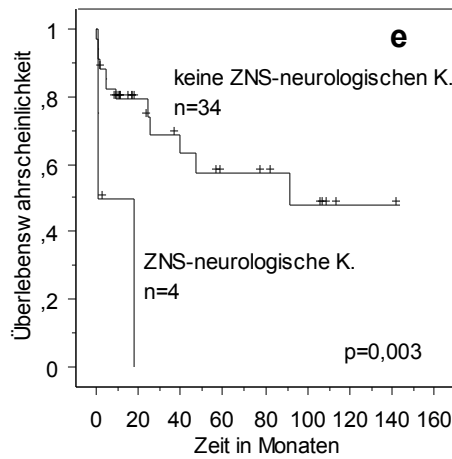 e
1
,8
,6
,4
,2
0
Überlebenswahrscheinlichkeit
keine ZNS-neurologischen K.
n=34
ZNS-neurologische K.
n=4
p=0,003
0 20 40 60 80 100 120 140 160
Zeit in Monaten